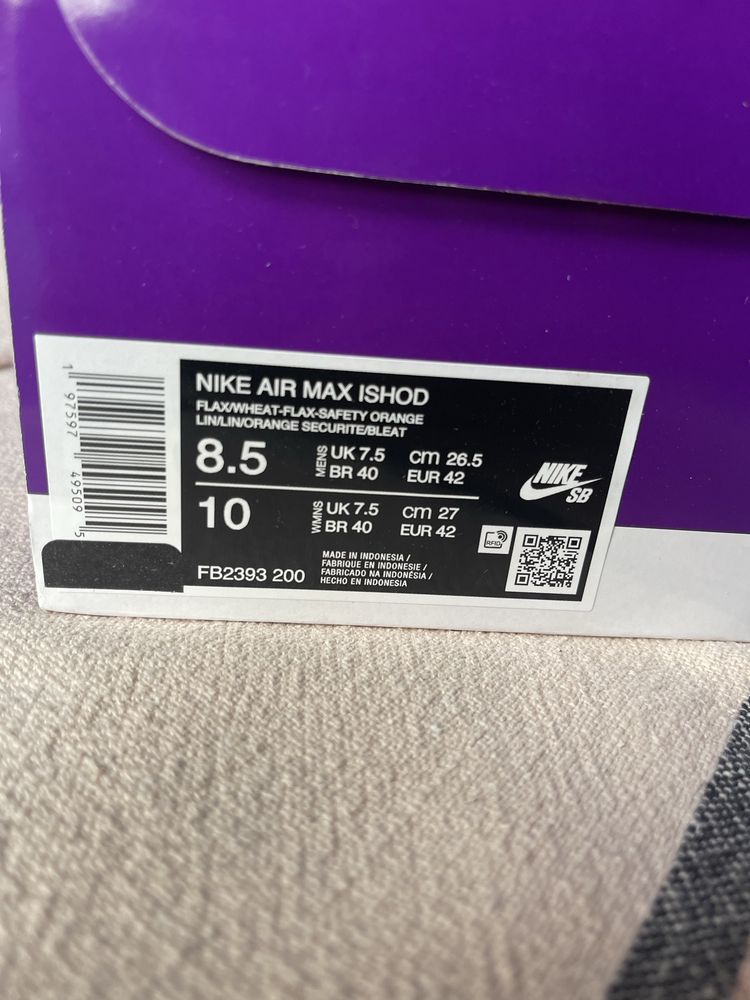 1 97597 49509 5
NIKE AIR MAX ISHOD
FLAX/WHEAT-FLAX-SAFETY ORANGE
LIN/LIN/ORANGE SECURITE/BLEAT
8.5 MENS UK 7.5 cm 26.5
BR 40 EUR 42
10 WMNS UK 7.5 cm 27
BR 40 EUR 42
NIKE
SB
RFID
FB2393 200
MADE IN INDONESIA /
FABRIQUE EN INDONESIE /
FABRICADO NA INDONÉSIA /
HECHO EN INDONESIA